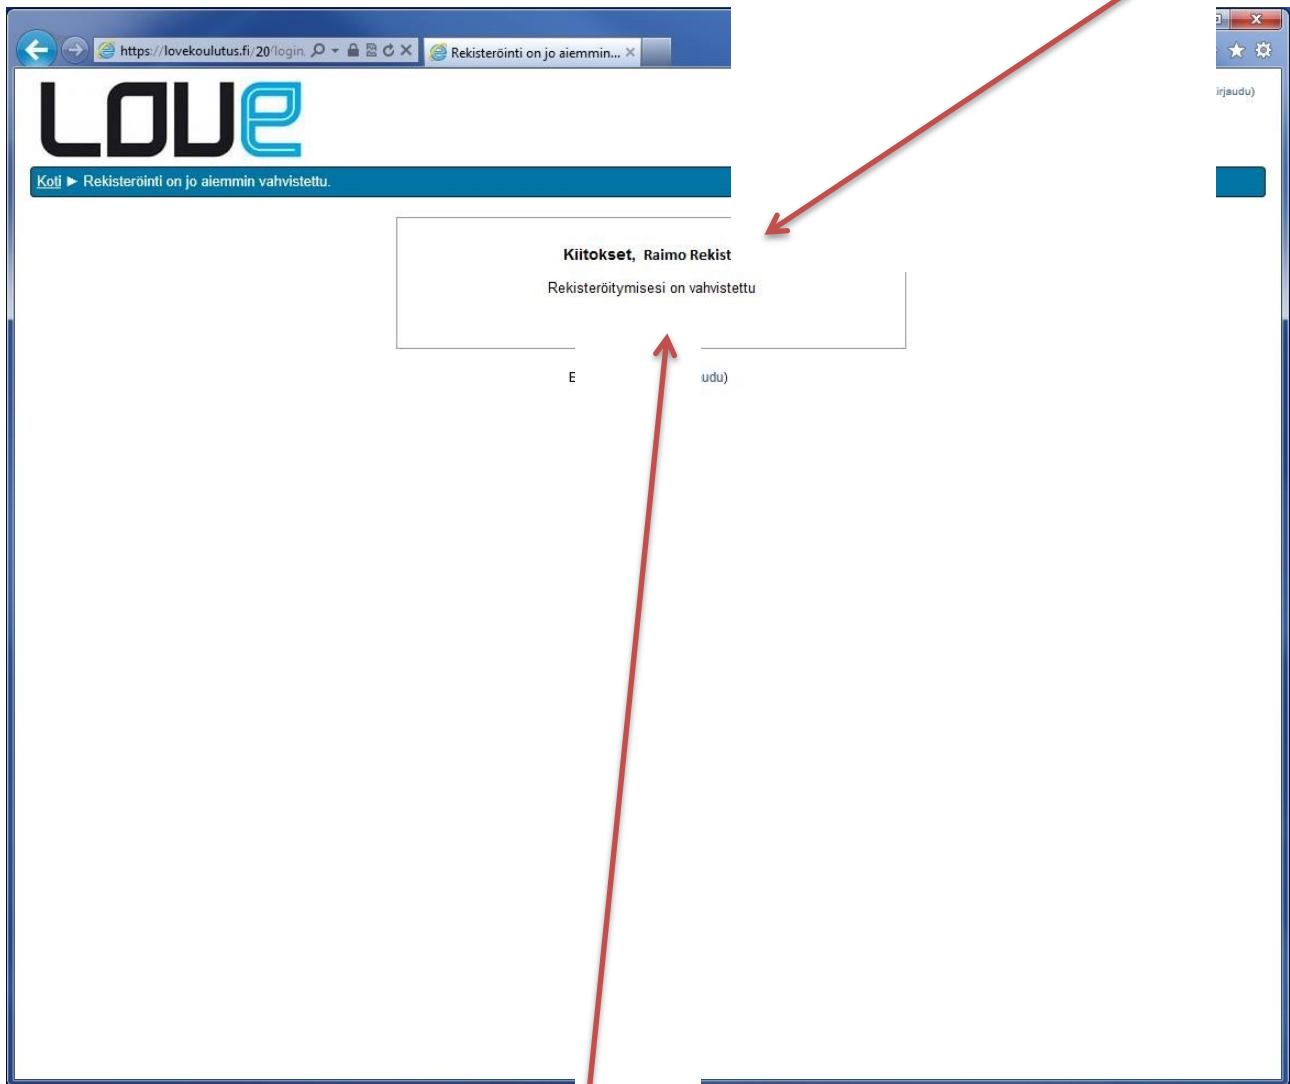 https://lovekoulutus.fi/20/login,
Rekisteröinti on jo aiemmin...
LOVe
irjaudu)
Koti ► Rekisteröinti on jo aiemmin vahvistettu.
Kiitokset, Raimo Rekist
Rekisteröitymisesi on vahvistettu
E
udu)